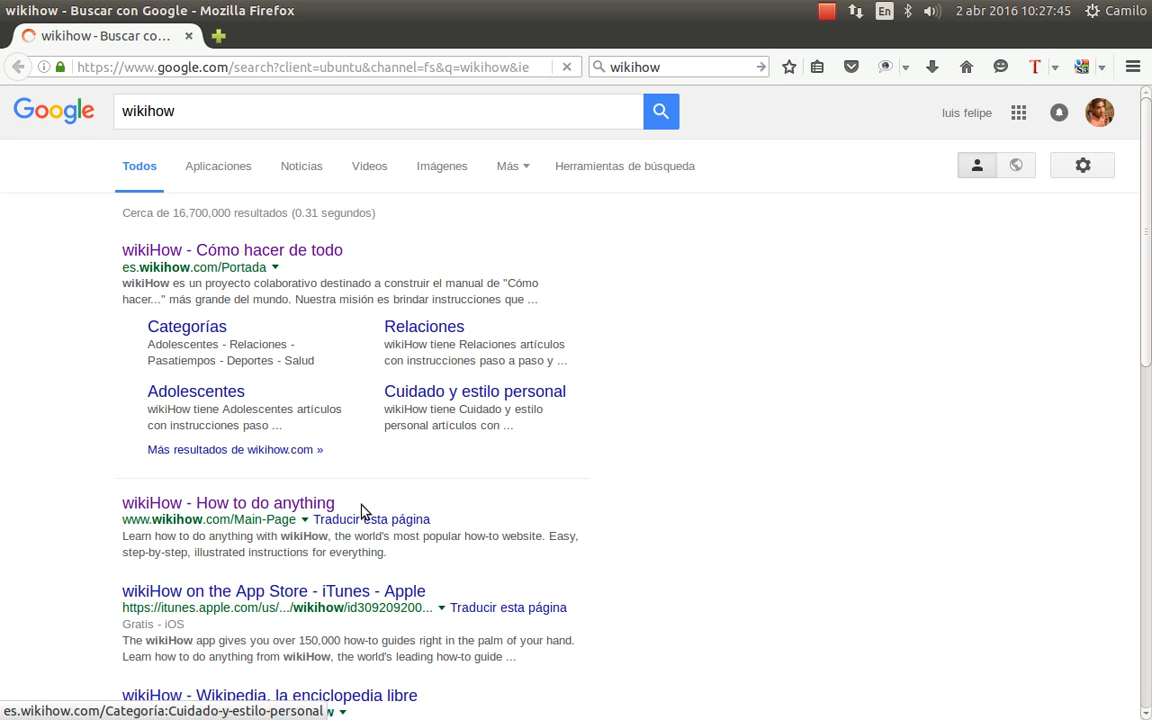 wikihow - Buscar con Google - Mozilla Firefox
En
2 abr 2016 10:27:45
Camilo
wikihow - Buscar co...
https://www.google.com/search?client=ubuntu&channel=fs&q=wikihow&ie
wikihow
T
Google
wikihow
luis felipe
Todos
Aplicaciones
Noticias
Videos
Imágenes
Más
Herramientas de búsqueda
Cerca de 16,700,000 resultados (0.31 segundos)
wikiHow - Cómo hacer de todo
es.wikihow.com/Portada
wikiHow es un proyecto colaborativo destinado a construir el manual de "Cómo
hacer..." más grande del mundo. Nuestra misión es brindar instrucciones que ...
Categorías
Adolescentes - Relaciones -
Pasatiempos - Deportes - Salud
Relaciones
wikiHow tiene Relaciones artículos
con instrucciones paso a paso y ...
Adolescentes
wikiHow tiene Adolescentes artículos
con instrucciones paso ...
Cuidado y estilo personal
wikiHow tiene Cuidado y estilo
personal artículos con ...
Más resultados de wikihow.com »
wikiHow - How to do anything
www.wikihow.com/Main-Page
Traducir esta página
Learn how to do anything with wikiHow, the world's most popular how-to website. Easy,
step-by-step, illustrated instructions for everything.
wikiHow on the App Store - iTunes - Apple
https://itunes.apple.com/us/.../wikihow/id309209200...
Traducir esta página
Gratis - iOS
The wikiHow app gives you over 150,000 how-to guides right in the palm of your hand.
Learn how to do anything from wikiHow, the world's leading how-to guide ...
wikiHow - Wikipedia, la enciclopedia libre
es.wikihow.com/Categoría:Cuidado-y-estilo-personal